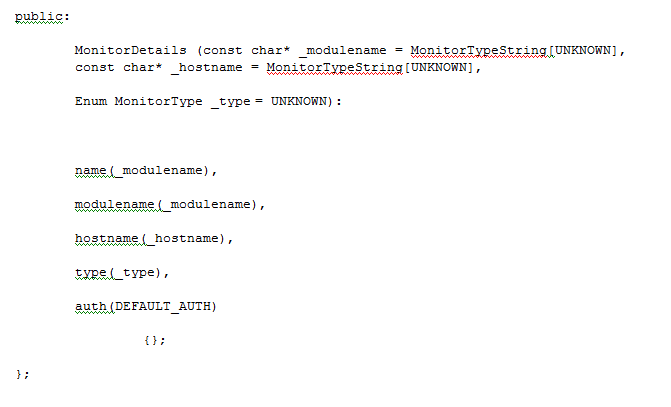 public:
MonitorDetails (const char* _modulename = MonitorTypeString[UNKNOWN],
const char* _hostname = MonitorTypeString[UNKNOWN],
Enum MonitorType _type = UNKNOWN):
name(_modulename),
modulename(_modulename),
hostname(_hostname),
type(_type),
auth(DEFAULT_AUTH)
{};
};